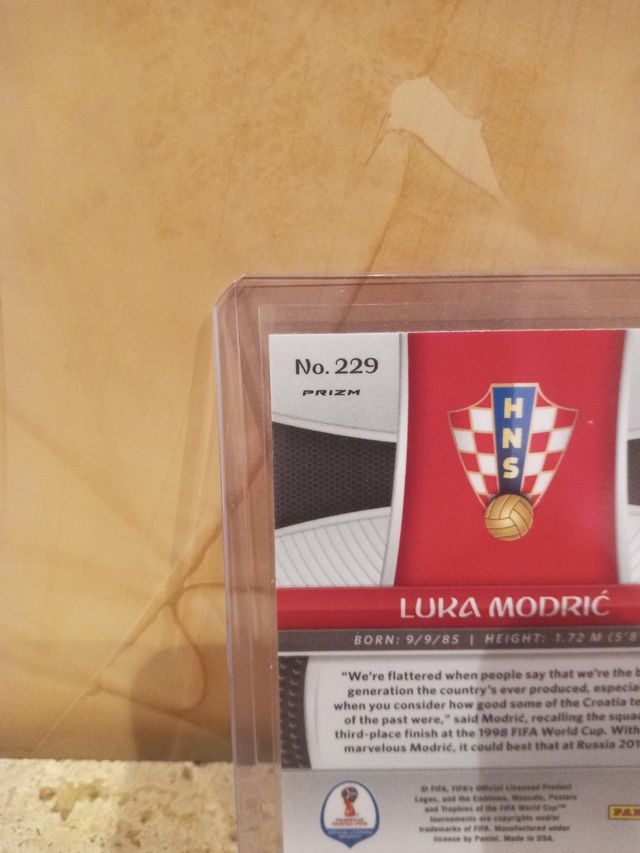 No. 229
PRIZM
HNS
LUKA MODRIĆ
BORN: 9/9/85 | HEIGHT: 1.72 M (5'8
"We're flattered when people say that we're the b
generation the country's ever produced, especia
when you consider how good some of the Croatia te
of the past were," said Modrić, recalling the squa
third-place finish at the 1998 FIFA World Cup. With
marvelous Modrić, it could best that at Russia 201
© FIFA, FIFA's Official Licensed Product
Logos, and the Emblems, Mascots, Posters
and Trophies of the FIFA World Cup™
tournaments are copyrights and/or
trademarks of FIFA. Manufactured under
license by Panini. Made in USA.
PAN